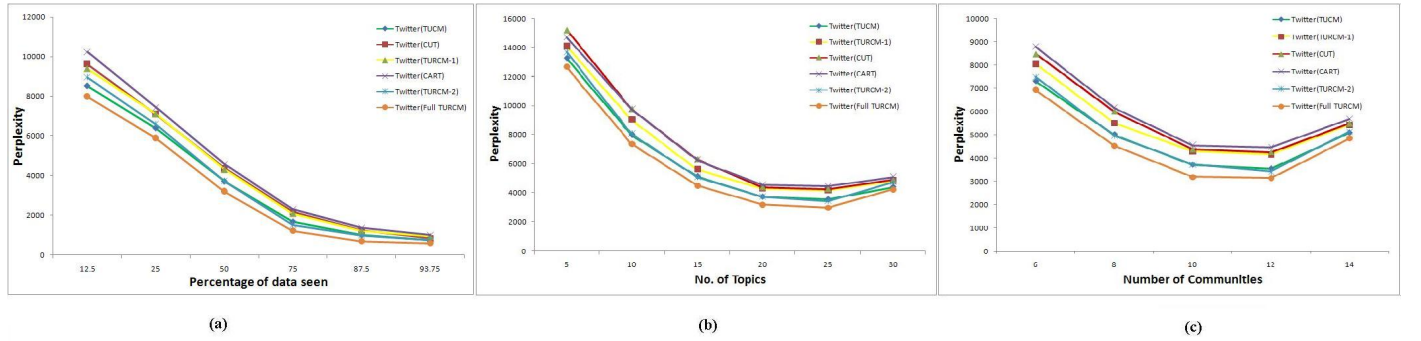 12000
10000
8000
6000
4000
2000
0
Perplexity
12.5 25 50 75 87.5 93.75
Percentage of data seen
Twitter(TUCM)
Twitter(CUT)
Twitter(TURCM-1)
Twitter(CART)
Twitter(TURCM-2)
Twitter(Full TURCM)
(a)
16000
14000
12000
10000
8000
6000
4000
2000
0
Perplexity
5 10 15 20 25 30
No. of Topics
Twitter(TUCM)
Twitter(TURCM-1)
Twitter(CUT)
Twitter(CART)
Twitter(TURCM-2)
Twitter(Full TURCM)
(b)
10000
9000
8000
7000
6000
5000
4000
3000
2000
1000
0
Perplexity
6 8 10 12 14
Number of Communities
Twitter(TUCM)
Twitter(TURCM-1)
Twitter(CUT)
Twitter(CART)
Twitter(TURCM-2)
Twitter(Full TURCM)
(c)